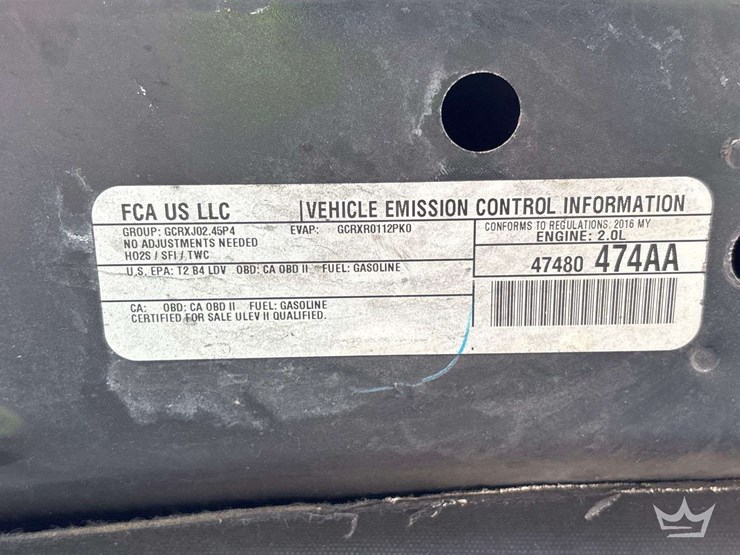 FCA US LLC
VEHICLE EMISSION CONTROL INFORMATION
GROUP: GCRXJ02.45P4 EVAP: GCRXR0112PK0
NO ADJUSTMENTS NEEDED
HO2S / SFI / TWC
CONFORMS TO REGULATIONS: 2016 MY
ENGINE: 2.0L
U.S. EPA: T2 B4 LDV OBD: CA OBD II FUEL: GASOLINE
47480 474AA
CA: OBD: CA OBD II FUEL: GASOLINE
CERTIFIED FOR SALE ULEV II QUALIFIED.